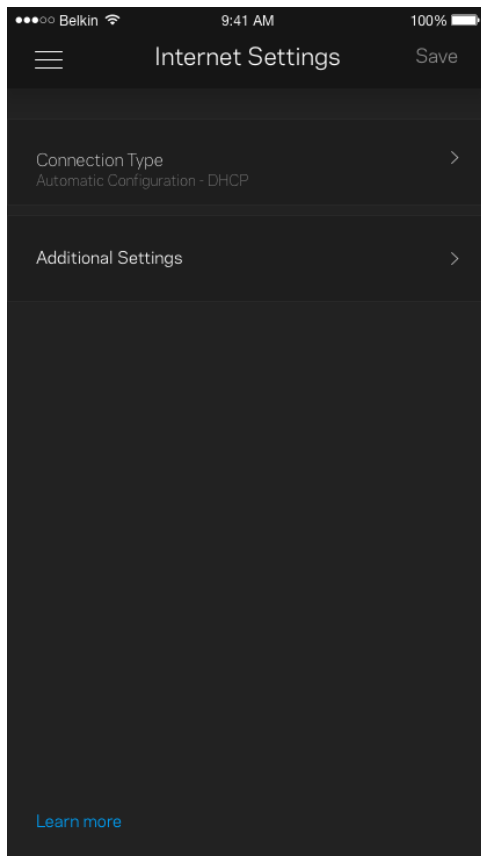 Belkin 9:41 AM 100%
Internet Settings Save
Connection Type
Automatic Configuration - DHCP
Additional Settings
Learn more